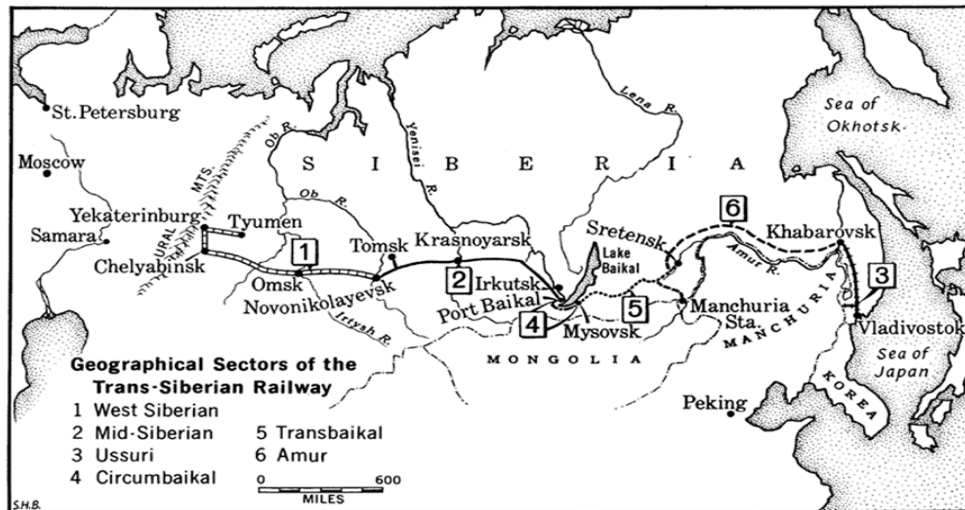 St. Petersburg
Moscow
Samara
Yekaterinburg
Chelyabinsk
URAL MTS.
Tyumen
Ob R.
Ob R.
SIBERIA
Yenisei R.
Lena R.
Sea of
Okhotsk
1
Omsk
Novonikolayevsk
Irtysh R.
Tomsk
Krasnoyarsk
2
Irkutsk
Port Baikal
Lake
Baikal
4
Mysovsk
5
Sretensk
6
Amur R.
Khabarovsk
3
Manchuria
Sta.
MANCHURIA
MONGOLIA
Vladivostok
Sea of
Japan
KOREA
Peking
Geographical Sectors of the
Trans-Siberian Railway
1 West Siberian
2 Mid-Siberian
3 Ussuri
4 Circumbaikal
5 Transbaikal
6 Amur
0 600
MILES
S.H.B.